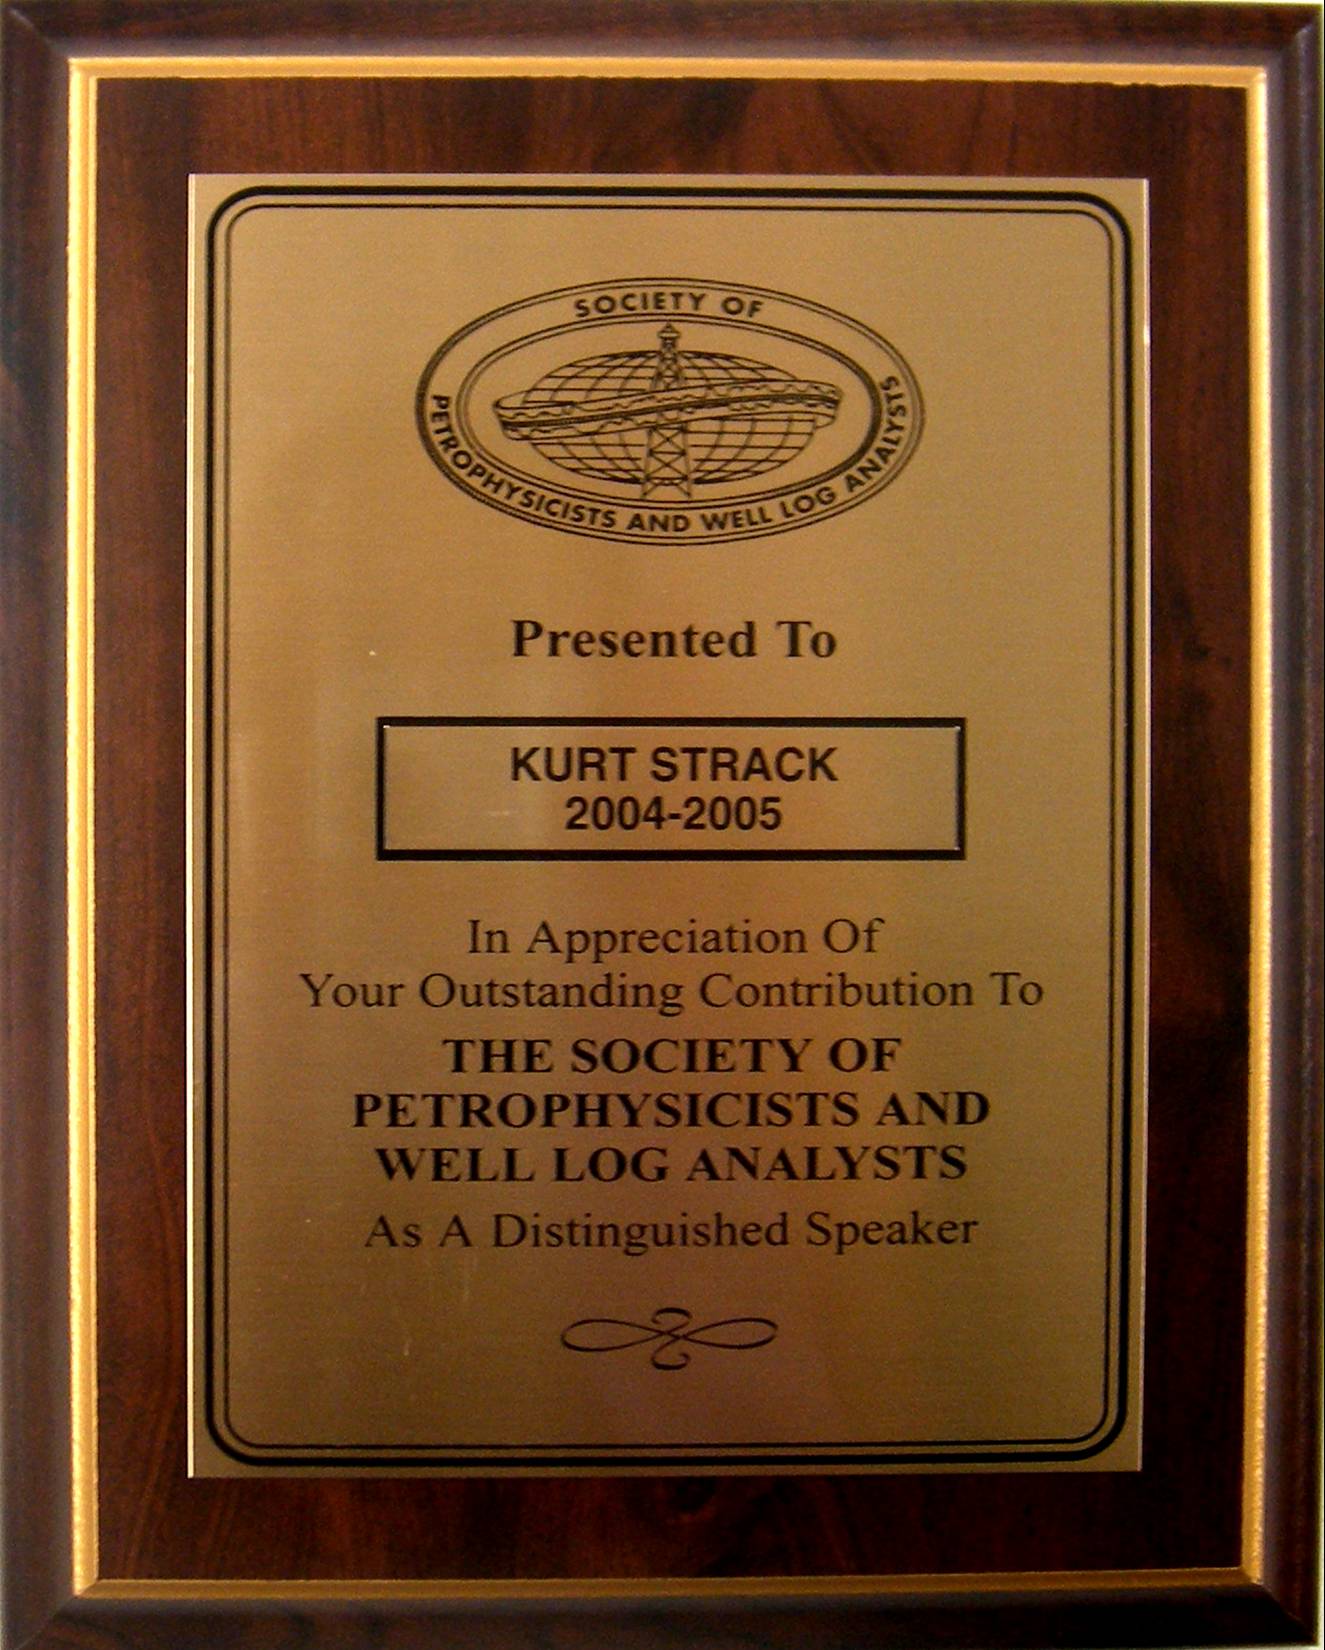 SOCIETY OF
PETROPHYSICISTS AND WELL LOG ANALYSTS
Presented To
KURT STRACK
2004-2005
In Appreciation Of
Your Outstanding Contribution To
THE SOCIETY OF
PETROPHYSICISTS AND
WELL LOG ANALYSTS
As A Distinguished Speaker